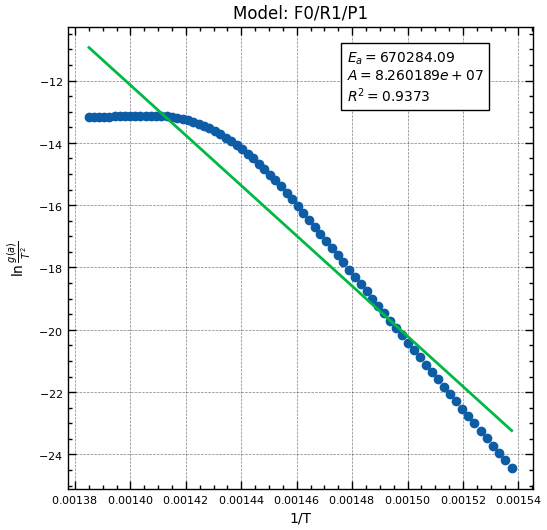 Model: F0/R1/P1
E_a = 670284.09
A = 8.260189e + 07
R^2 = 0.9373
−12
−14
−16
−18
−20
−22
−24
ln g(a)/T^2
0.00138 0.00140 0.00142 0.00144 0.00146 0.00148 0.00150 0.00152 0.00154
1/T